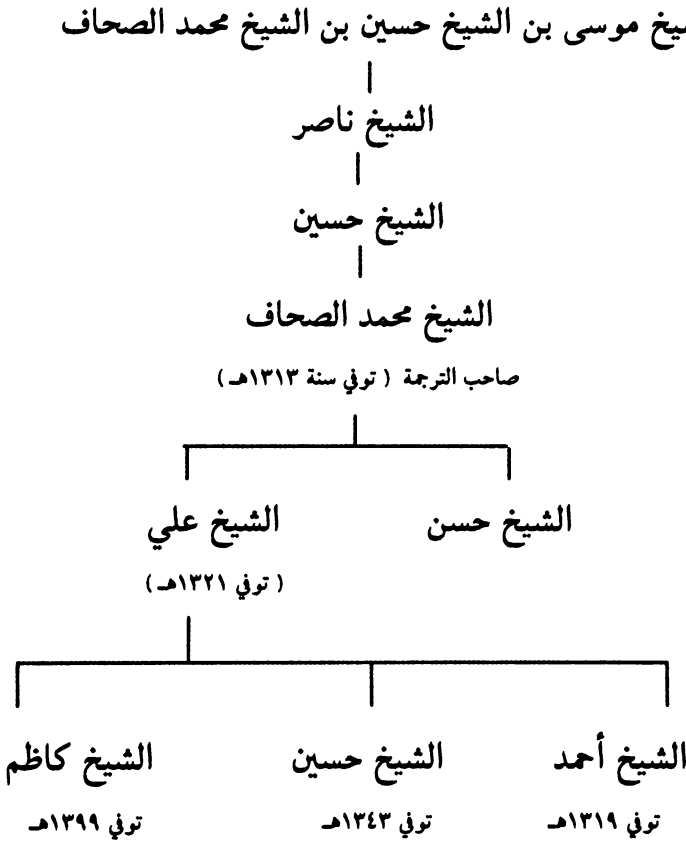 موسى بن الشيخ حسين بن الشيخ محمد الصحاف
الشيخ ناصر
الشيخ حسين
الشيخ محمد الصحاف
صاحب الترجمة ( توفي سنة ١٣١٣هـ )
الشيخ حسن الشيخ علي
( توفي ١٣٢١هـ )
الشيخ أحمد الشيخ حسين الشيخ كاظم
توفي ١٣١٩هـ توفي ١٣٤٣هـ توفي ١٣٩٩هـ